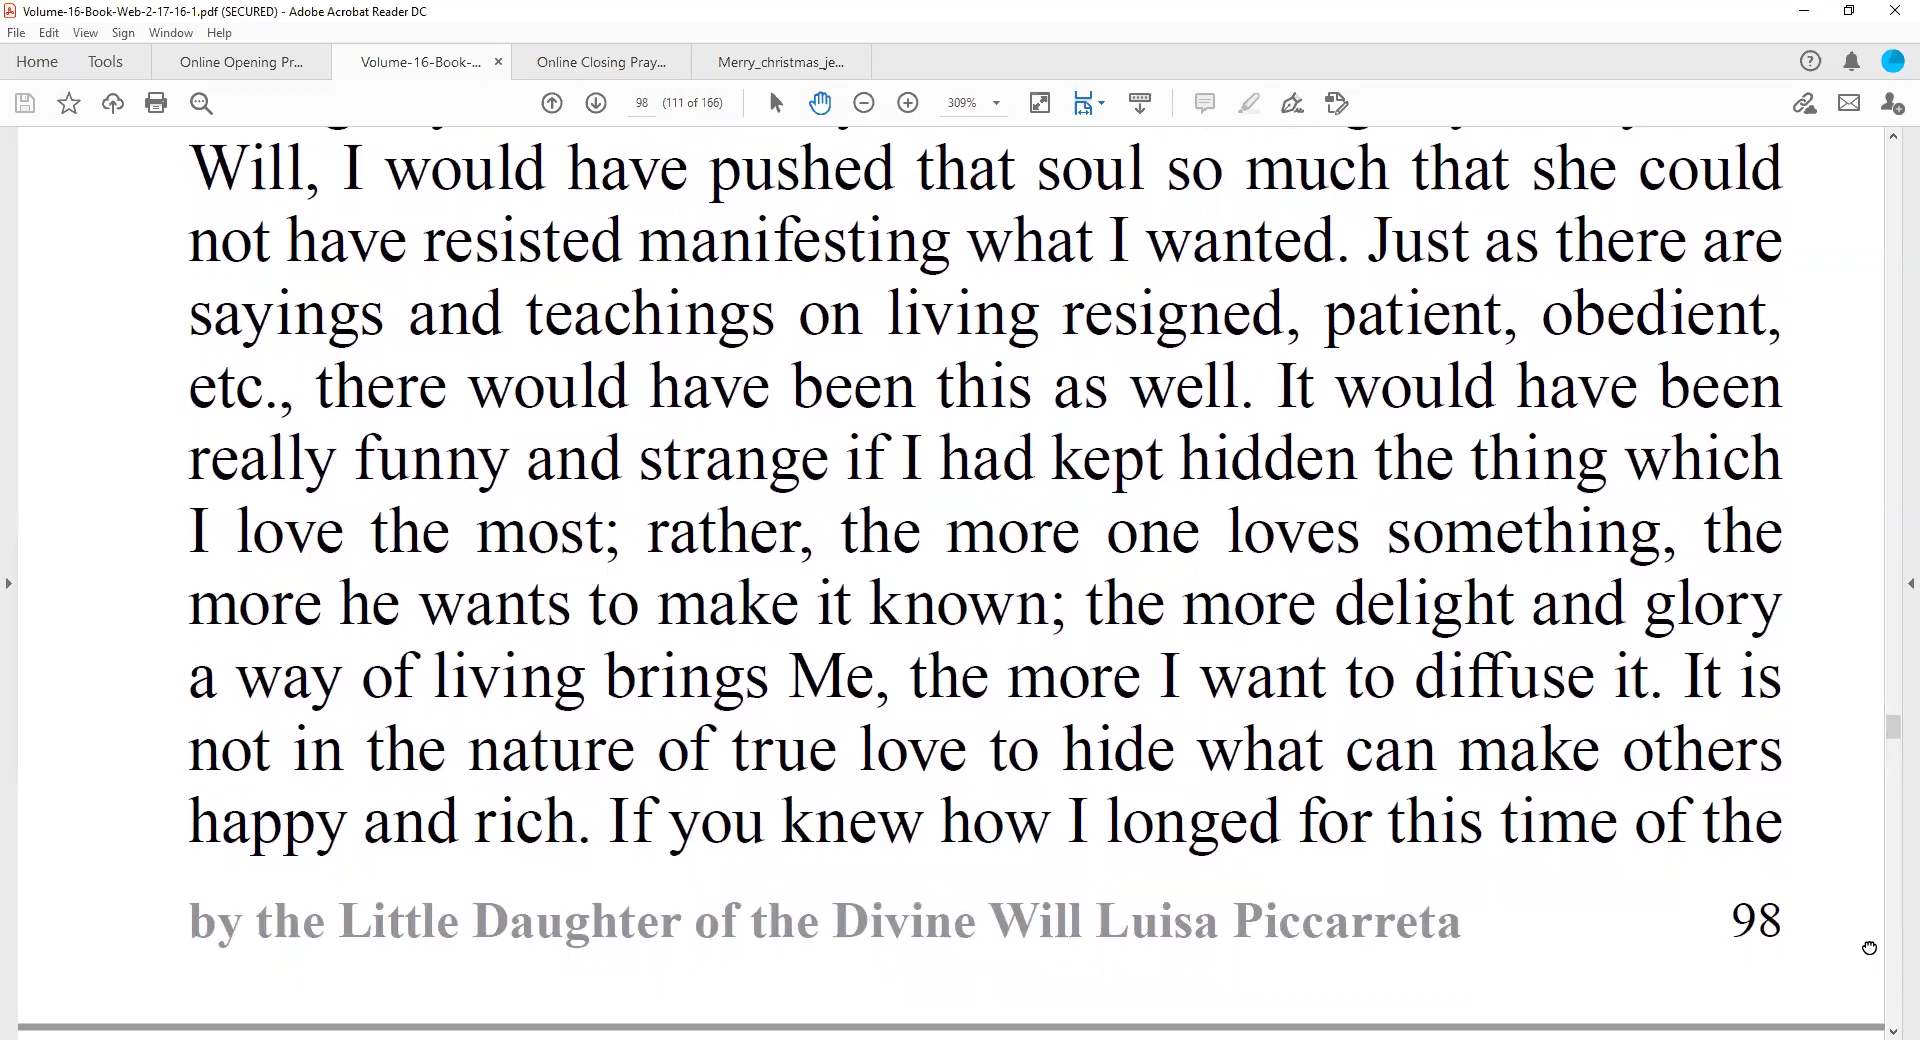 Volume-16-Book-Web-2-17-16-1.pdf (SECURED) - Adobe Acrobat Reader DC
File Edit View Sign Window Help
Home Tools Online Opening Pr... Volume-16-Book-... × Online Closing Pray... Merry_christmas_je...
98 (111 of 166) 309%
Will, I would have pushed that soul so much that she could
not have resisted manifesting what I wanted. Just as there are
sayings and teachings on living resigned, patient, obedient,
etc., there would have been this as well. It would have been
really funny and strange if I had kept hidden the thing which
I love the most; rather, the more one loves something, the
more he wants to make it known; the more delight and glory
a way of living brings Me, the more I want to diffuse it. It is
not in the nature of true love to hide what can make others
happy and rich. If you knew how I longed for this time of the
by the Little Daughter of the Divine Will Luisa Piccarreta 98